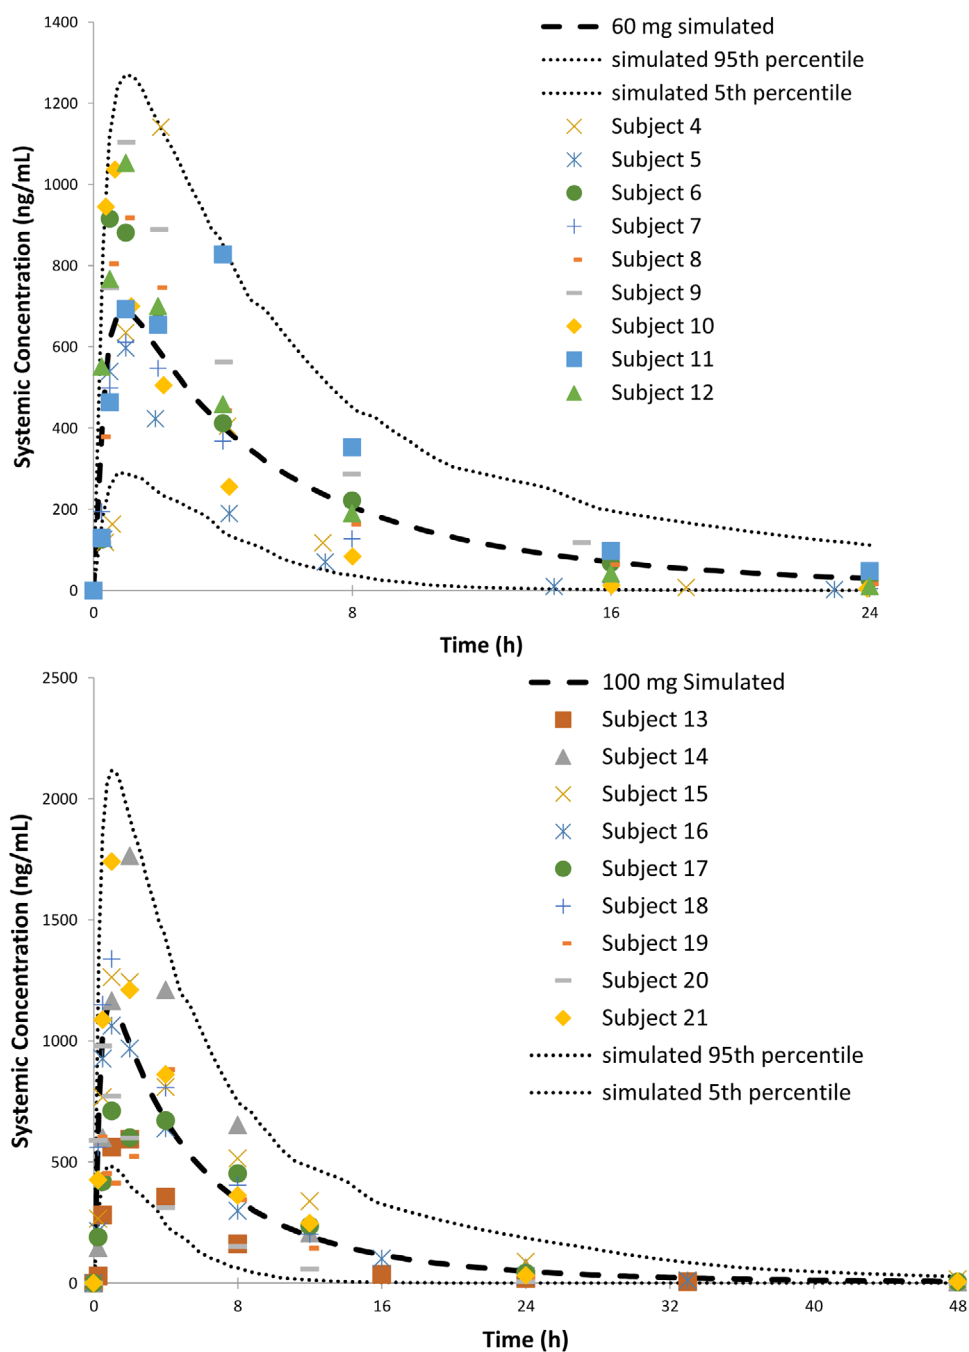 1400
1200
1000
800
600
400
200
0
Systemic Concentration (ng/mL)
60 mg simulated
simulated 95th percentile
simulated 5th percentile
Subject 4
Subject 5
Subject 6
Subject 7
Subject 8
Subject 9
Subject 10
Subject 11
Subject 12
0 8 16 24
Time (h)
2500
2000
1500
1000
500
0
Systemic Concentration (ng/mL)
100 mg Simulated
Subject 13
Subject 14
Subject 15
Subject 16
Subject 17
Subject 18
Subject 19
Subject 20
Subject 21
simulated 95th percentile
simulated 5th percentile
0 8 16 24 32 40 48
Time (h)